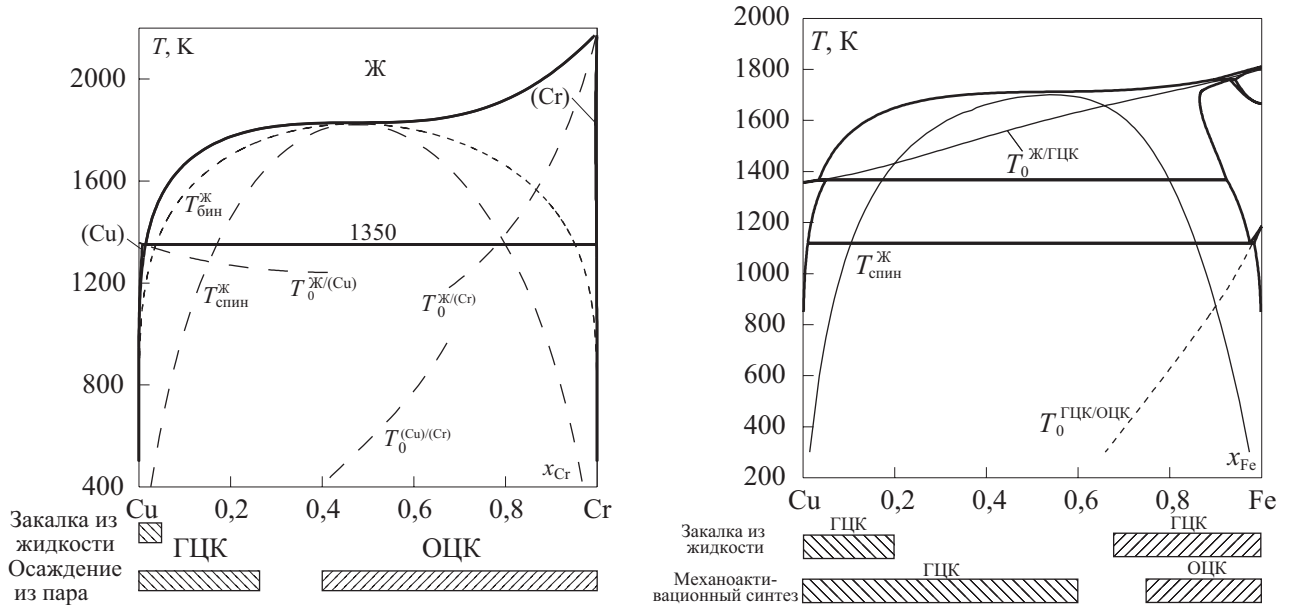 T, К
2000
1600
1200
800
400
Ж
(Cr)
T_бин^Ж
(Cu)
1350
T_спин^Ж
T_0^Ж/(Cu)
T_0^Ж/(Cr)
T_0^(Cu)/(Cr)
x_Cr
Cu 0,2 0,4 0,6 0,8 Cr
Закалка из
жидкости
ГЦК ОЦК
Осаждение
из пара
2000
1800
1600
1400
1200
1000
800
600
400
200
T, К
T_0^Ж/ГЦК
T_спин^Ж
T_0^ГЦК/ОЦК
x_Fe
Cu 0,2 0,4 0,6 0,8 Fe
Закалка из
жидкости
ГЦК ГЦК
Механоакти-
вационный синтез
ГЦК ОЦК